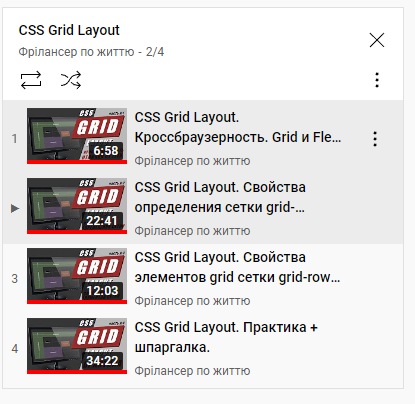 CSS Grid Layout
Фрілансер по життю - 2/4
1
CSS GRID
6:58
CSS Grid Layout.
Кроссбраузерность. Grid и Fle...
Фрілансер по життю
CSS GRID
22:41
CSS Grid Layout. Свойства
определения сетки grid-...
Фрілансер по життю
3
CSS GRID
12:03
CSS Grid Layout. Свойства
элементов grid сетки grid-row...
Фрілансер по життю
4
CSS GRID
34:22
CSS Grid Layout. Практика +
шпаргалка.
Фрілансер по життю